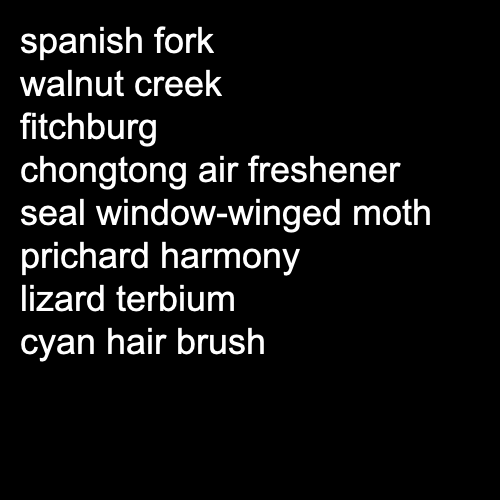 spanish fork
walnut creek
fitchburg
chongtong air freshener
seal window-winged moth
prichard harmony
lizard terbium
cyan hair brush